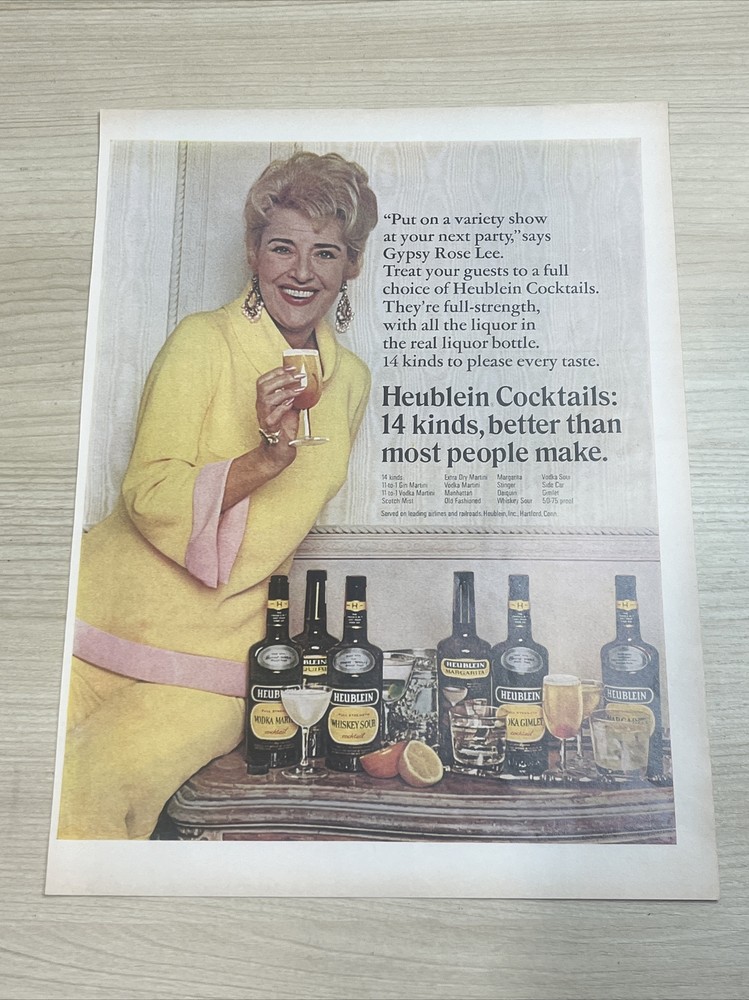 “Put on a variety show
at your next party,” says
Gypsy Rose Lee.
Treat your guests to a full
choice of Heublein Cocktails.
They're full-strength,
with all the liquor in
the real liquor bottle.
14 kinds to please every taste.
Heublein Cocktails:
14 kinds, better than
most people make.
14 kinds: Extra Dry Martini Margarita Vodka Sour
11-to-1 Gin Martini Vodka Martini Stinger Side Car
11-to-1 Vodka Martini Manhattan Daiquiri Gimlet
Scotch Mist Old Fashioned Whiskey Sour 50-75 proof
Served on leading airlines and railroads. Heublein, Inc., Hartford, Conn.
HEUBLEIN
WHISKEY SOUR
cocktail
HEUBLEIN
MARGARITA
HEUBLEIN
cocktail
HEUBLEIN